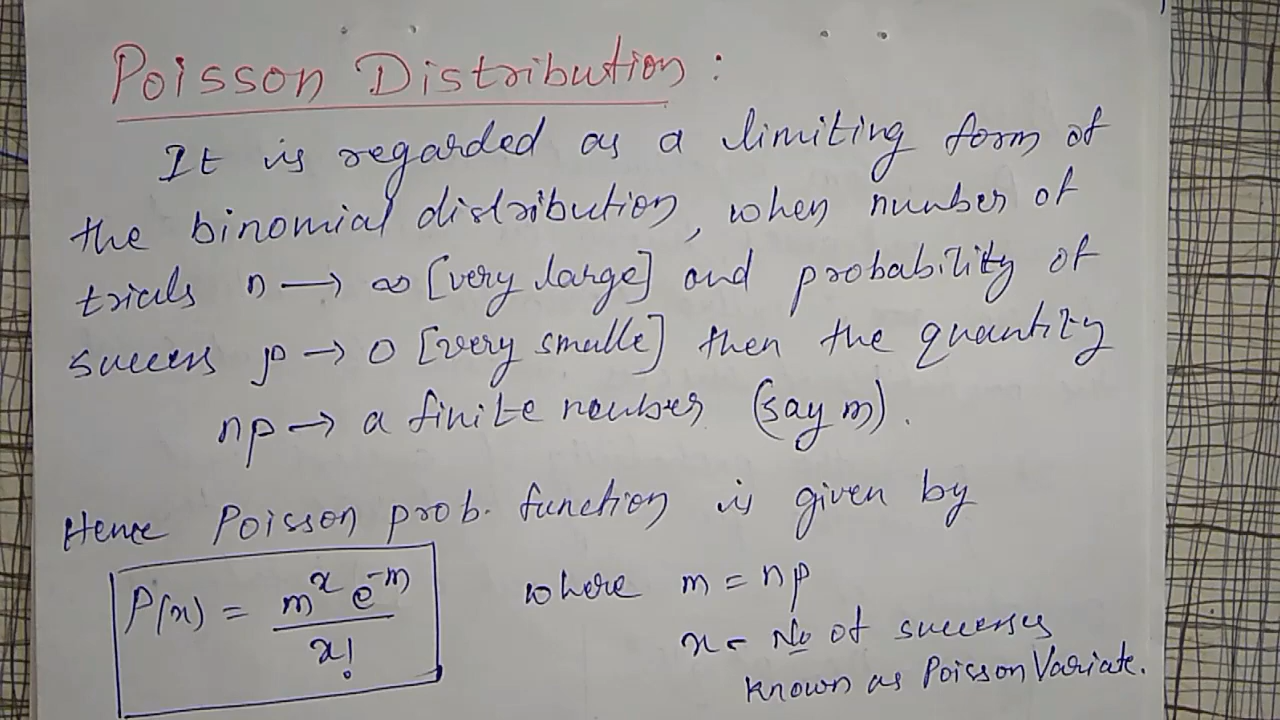 Poisson Distribution :
It is regarded as a limiting form of
the binomial distribution, when number of
trials n → ∞ [very large] and probability of
success p → 0 [very smalle] then the quantity
np → a finite number (say m).
Hence Poisson prob. function is given by
P(x) = m^x e^-m / x!
where m = np
x = No of successes
known as Poisson Variate.